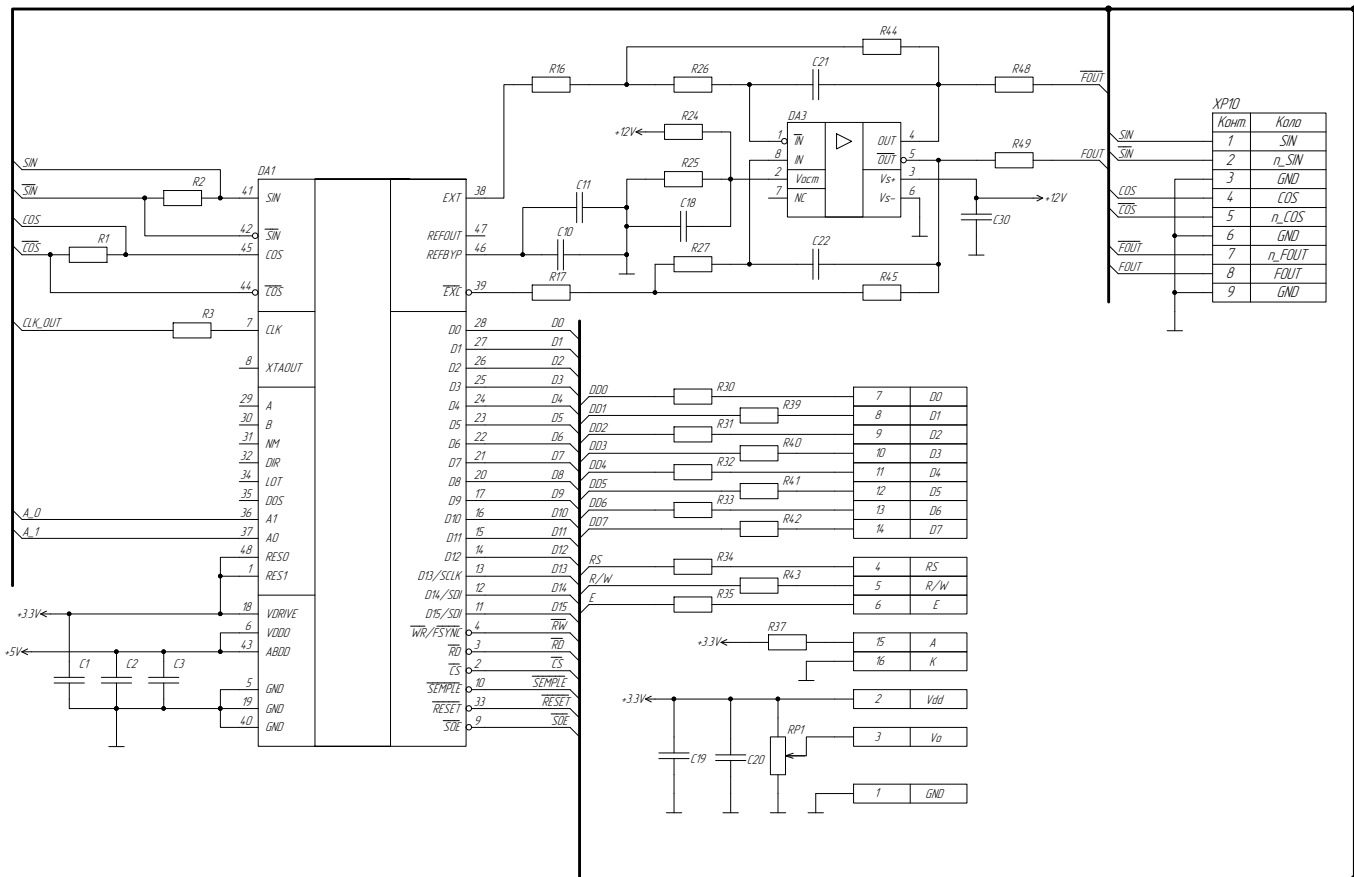 R44
R16
R26
C21
R48
FOUT
XP10
Конт.
Кола
1
SIN
2
n_SIN
3
GND
4
COS
5
n_COS
6
GND
7
n_FOUT
8
FOUT
9
GND
SIN
SIN
COS
COS
FOUT
FOUT
DA3
R24
+12V
R25
1
IN
8
IN
2
Vocm
7
NC
OUT
4
OUT
5
Vs+
3
Vs-
6
R49
FOUT
+12V
C30
C11
C18
C10
R27
C22
R17
R45
SIN
SIN
R2
COS
COS
R1
CLK_OUT
R3
DA1
41
SIN
42
SIN
45
COS
44
COS
7
CLK
8
XTAOUT
29
A
30
B
31
NM
32
DIR
34
LOT
35
DOS
A_0
36
A1
A_1
37
A0
48
RES0
1
RES1
+3.3V
18
VDRIVE
6
VDDO
+5V
43
ABDD
C1
C2
C3
5
GND
19
GND
40
GND
EXT
38
REFOUT
47
REFBYP
46
EXC
39
D0
28
D0
D1
27
D1
D2
26
D2
D3
25
D3
D4
24
D4
D5
23
D5
D6
22
D6
D7
21
D7
D8
20
D8
D9
17
D9
D10
16
D10
D11
15
D11
D12
14
D12
D13/SCLK
13
D13
D14/SDI
12
D14
D15/SDI
11
D15
WR/FSYNC
4
RW
RD
3
RD
CS
2
CS
SEMPLE
10
SEMPLE
RESET
33
RESET
SOE
9
SOE
DD0
R30
7
D0
DD1
R39
8
D1
DD2
R31
9
D2
DD3
R40
10
D3
DD4
R32
11
D4
DD5
R41
12
D5
DD6
R33
13
D6
DD7
R42
14
D7
RS
R34
4
RS
R/W
R43
5
R/W
E
R35
6
E
+3.3V
R37
15
A
16
K
+3.3V
2
Vdd
C19
C20
RP1
3
Vo
1
GND